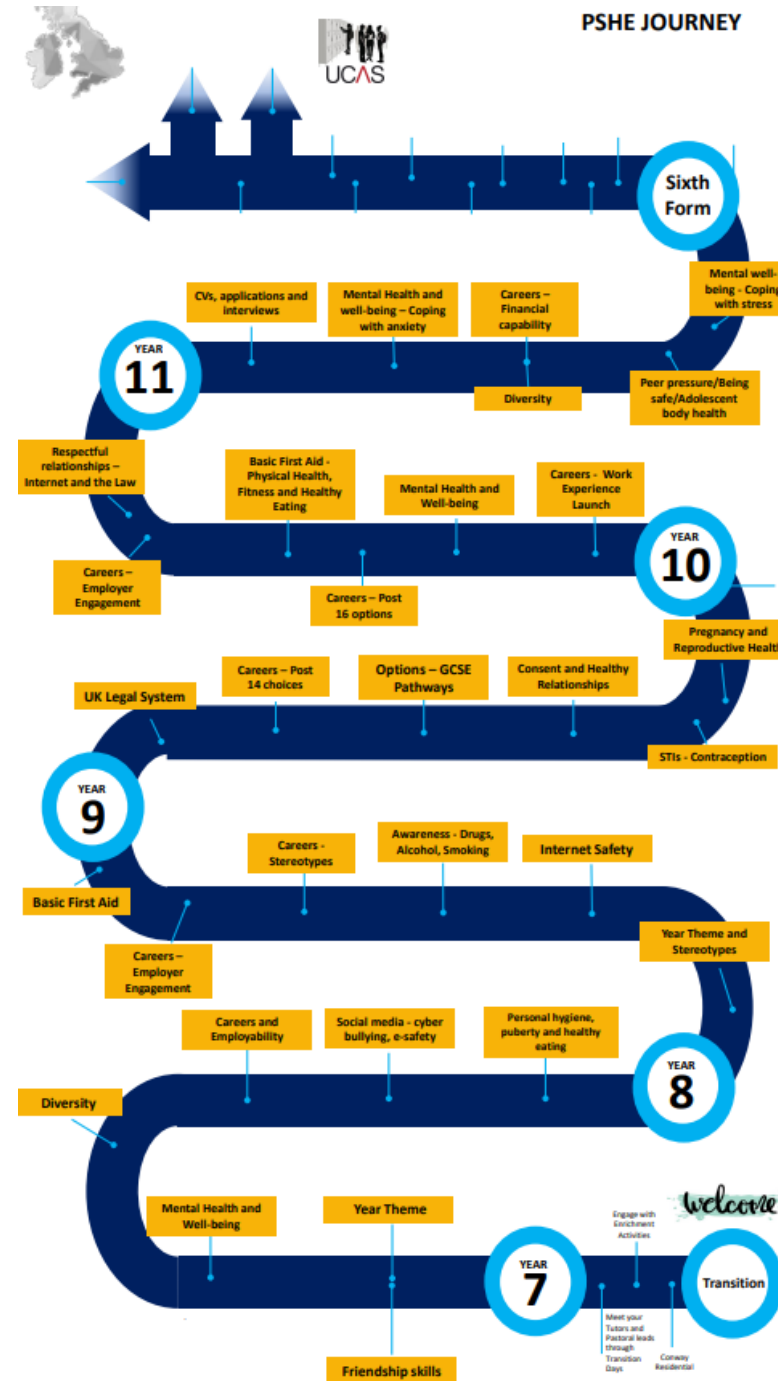 PSHE JOURNEY
UCAS
Sixth
Form
Mental well-
being - Coping
with stress
CVs, applications and
interviews
Mental Health and
well-being – Coping
with anxiety
Careers –
Financial
capability
YEAR
11
Diversity
Peer pressure/Being
safe/Adolescent
body health
Respectful
relationships –
Internet and the Law
Basic First Aid -
Physical Health,
Fitness and Healthy
Eating
Mental Health and
Well-being
Careers - Work
Experience
Launch
YEAR
10
Careers –
Employer
Engagement
Careers – Post
16 options
Pregnancy and
Reproductive Health
UK Legal System
Careers – Post
14 choices
Options – GCSE
Pathways
Consent and Healthy
Relationships
STIs - Contraception
YEAR
9
Careers -
Stereotypes
Awareness - Drugs,
Alcohol, Smoking
Internet Safety
Basic First Aid
Careers –
Employer
Engagement
Year Theme and
Stereotypes
Careers and
Employability
Social media - cyber
bullying, e-safety
Personal hygiene,
puberty and healthy
eating
YEAR
8
Diversity
Mental Health and
Well-being
Year Theme
Engage with
Enrichment
Activities
welcome
YEAR
7
Transition
Meet your
Tutors and
Pastoral leads
through
Transition
Days
Conway
Residential
Friendship skills